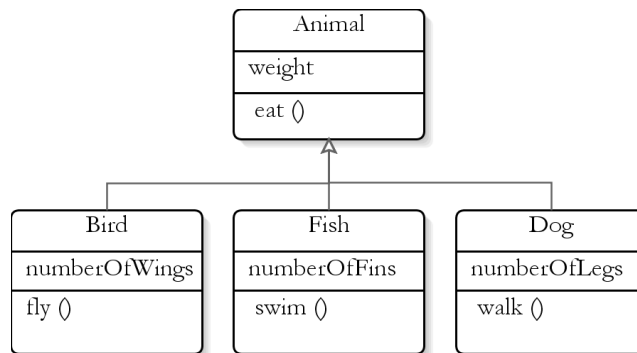 Animal
weight
eat ()
Bird
numberOfWings
fly ()
Fish
numberOfFins
swim ()
Dog
numberOfLegs
walk ()